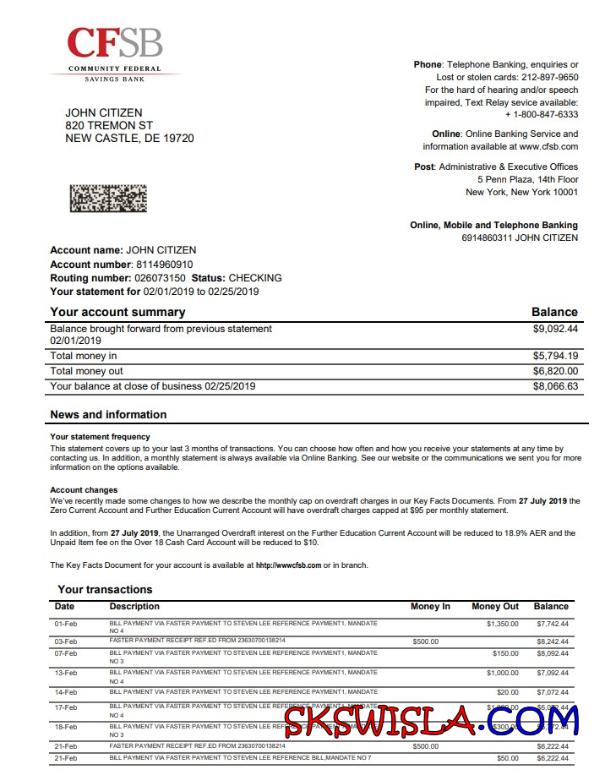 CFSB
COMMUNITY FEDERAL
SAVINGS BANK
JOHN CITIZEN
820 TREMON ST
NEW CASTLE, DE 19720
Phone: Telephone Banking, enquiries or
Lost or stolen cards: 212-897-9650
For the hard of hearing and/or speech
impaired, Text Relay sevice available:
+ 1-800-847-6333
Online: Online Banking Service and
information available at www.cfsb.com
Post: Administrative & Executive Offices
5 Penn Plaza, 14th Floor
New York, New York 10001
Online, Mobile and Telephone Banking
6914860311 JOHN CITIZEN
Account name: JOHN CITIZEN
Account number: 8114960910
Routing number: 026073150 Status: CHECKING
Your statement for 02/01/2019 to 02/25/2019
Your account summary Balance
Balance brought forward from previous statement $9,092.44
02/01/2019
Total money in $5,794.19
Total money out $6,820.00
Your balance at close of business 02/25/2019 $8,066.63
News and information
Your statement frequency
This statement covers up to your last 3 months of transactions. You can choose how often and how you receive your statements at any time by
contacting us. In addition, a monthly statement is always available via Online Banking. See our website or the communications we sent you for more
information on the options available.
Account changes
We've recently made some changes to how we describe the monthly cap on overdraft charges in our Key Facts Documents. From 27 July 2019 the
Zero Current Account and Further Education Current Account will have overdraft charges capped at $95 per monthly statement.
In addition, from 27 July 2019, the Unarranged Overdraft interest on the Further Education Current Account will be reduced to 18.9% AER and the
Unpaid Item fee on the Over 18 Cash Card Account will be reduced to $10.
The Key Facts Document for your account is available at hhtp://wwwcfsb.com or in branch.
Your transactions
Date Description Money In Money Out Balance
01-Feb BILL PAYMENT VIA FASTER PAYMENT TO STEVEN LEE REFERENCE PAYMENT1, MANDATE $1,350.00 $7,742.44
NO 4
03-Feb FASTER PAYMENT RECEIPT REF.ED FROM 23630700138214 $500.00 $8,242.44
07-Feb BILL PAYMENT VIA FASTER PAYMENT TO STEVEN LEE REFERENCE PAYMENT1, MANDATE $150.00 $8,092.44
NO 3
13-Feb BILL PAYMENT VIA FASTER PAYMENT TO STEVEN LEE REFERENCE PAYMENT1, MANDATE $1,000.00 $7,092.44
NO 4
14-Feb BILL PAYMENT VIA FASTER PAYMENT TO STEVEN LEE REFERENCE PAYMENT1, MANDATE $20.00 $7,072.44
17-Feb BILL PAYMENT VIA FASTER PAYMENT TO STEVEN LEE REFERENCE PAYMENT1, MANDATE
NO 4
18-Feb BILL PAYMENT VIA FASTER PAYMENT TO STEVEN LEE REFERENCE PAYMENT1, MANDATE
NO 3
SKSWISLA.COM
21-Feb FASTER PAYMENT RECEIPT REF.ED FROM 23630700138214 $500.00 $6,222.44
21-Feb BILL PAYMENT VIA FASTER PAYMENT TO STEVEN LEE REFERENCE BILL,MANDATE NO 7 $50.00 $6,222.44